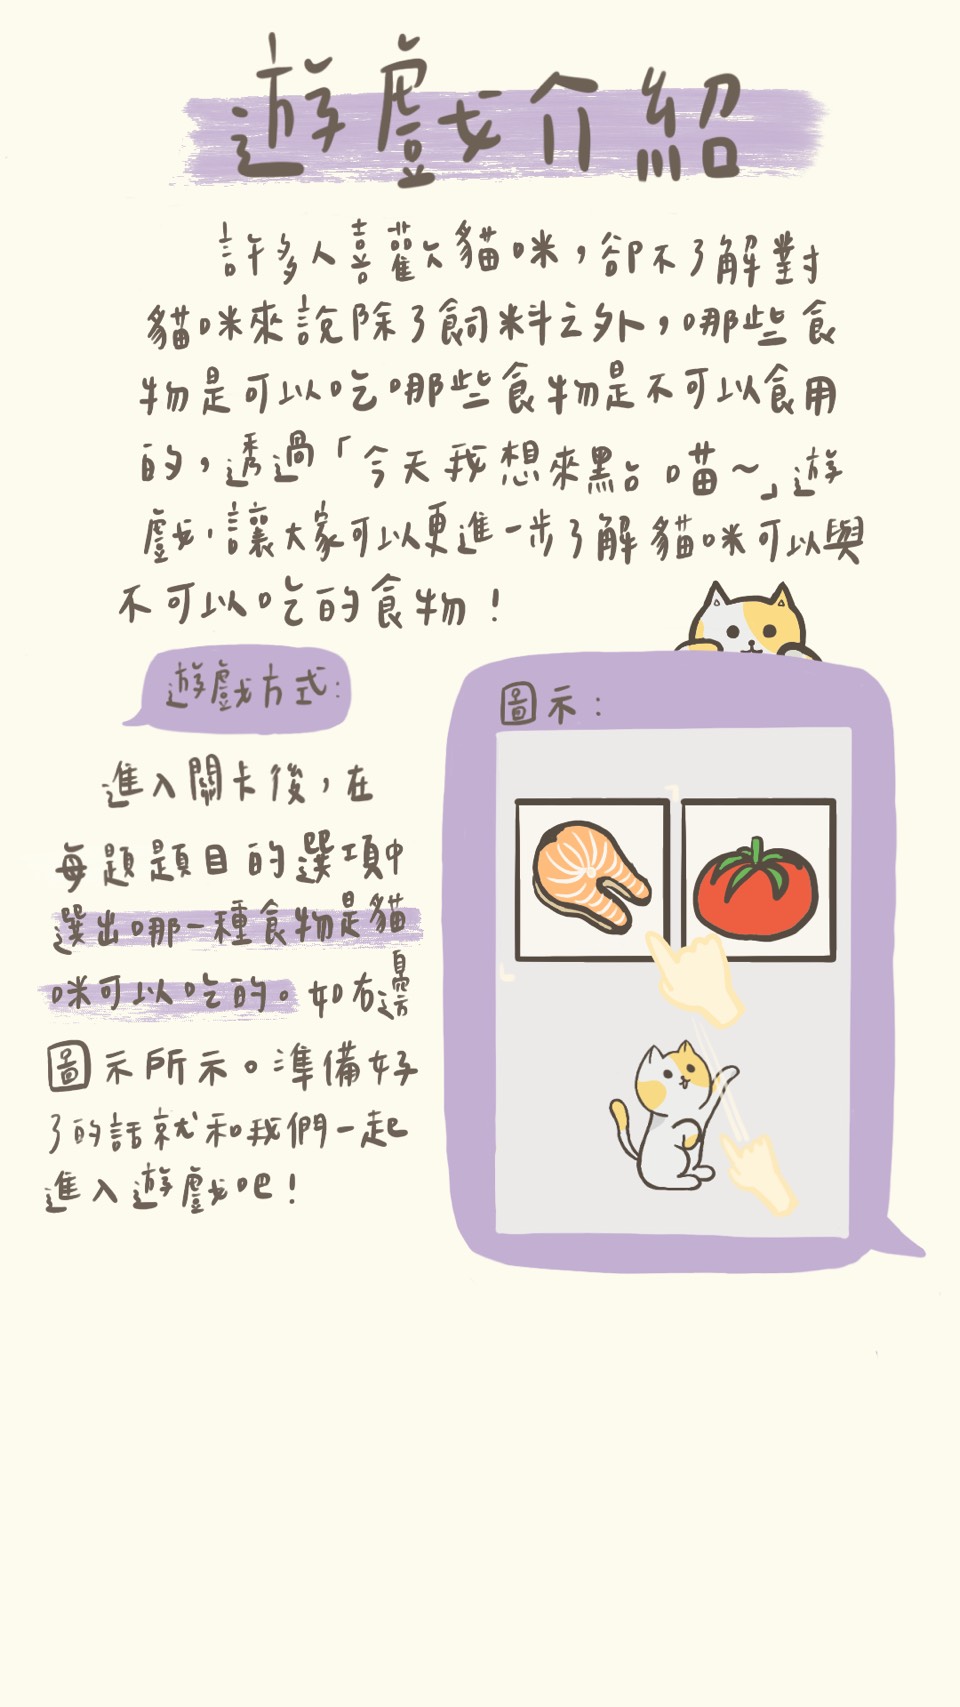 遊戲介紹
許多人喜歡貓咪，卻不了解對
貓咪來說除了飼料之外，哪些食
物是可以吃哪些食物是不可以食用
的，透過「今天我想來點喵～」遊
戲，讓大家可以更進一步了解貓咪可以與
不可以吃的食物！
遊戲方式：
進入關卡後，在
每題題目的選項中
選出哪一種食物是貓
咪可以吃的。如右邊
圖示所示。準備好
了的話就和我們一起
進入遊戲吧！
圖示：